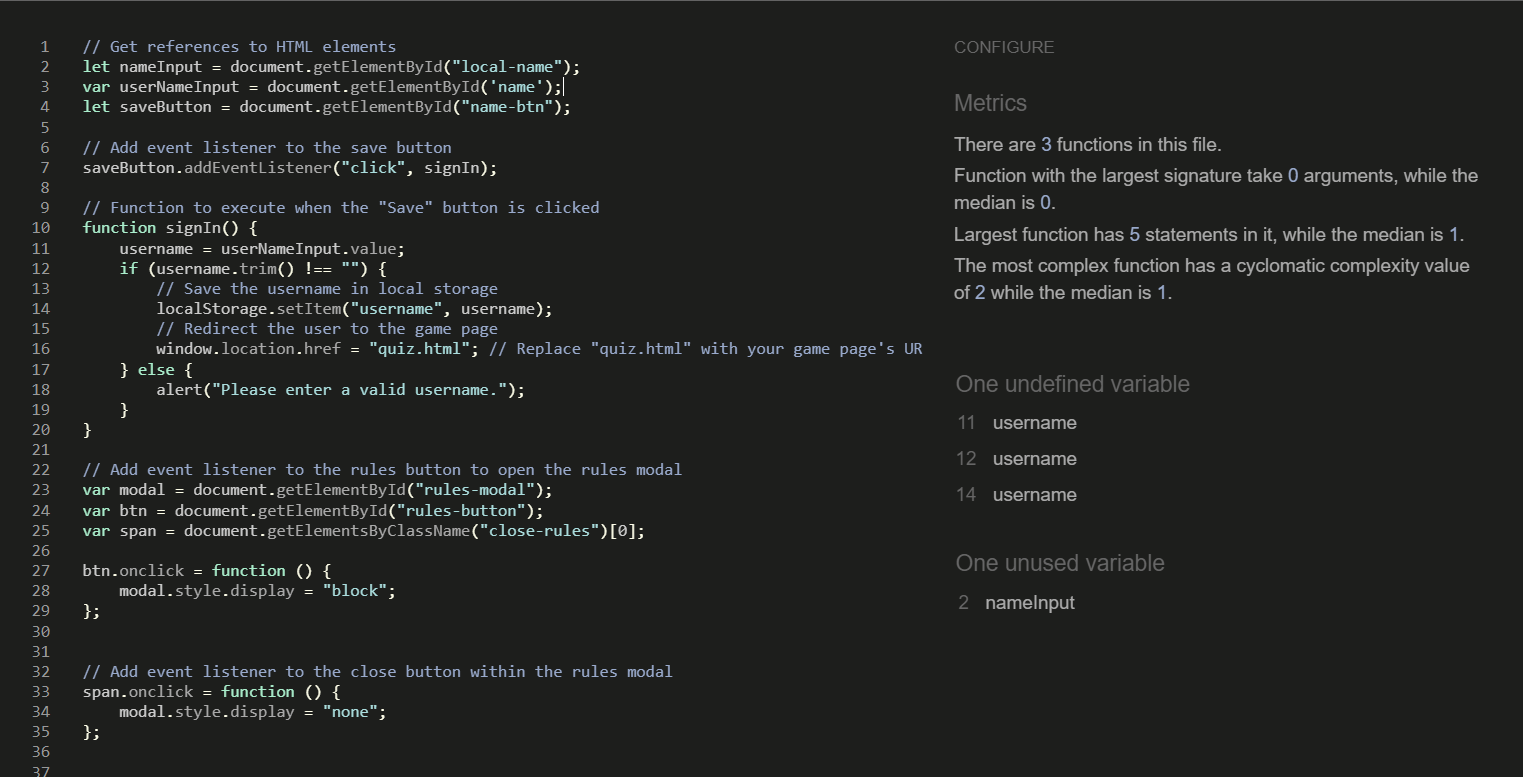 1 // Get references to HTML elements
2 let nameInput = document.getElementById("local-name");
3 var userNameInput = document.getElementById('name');
4 let saveButton = document.getElementById("name-btn");
5
6 // Add event listener to the save button
7 saveButton.addEventListener("click", signIn);
8
9 // Function to execute when the "Save" button is clicked
10 function signIn() {
11     username = userNameInput.value;
12     if (username.trim() !== "") {
13         // Save the username in local storage
14         localStorage.setItem("username", username);
15         // Redirect the user to the game page
16         window.location.href = "quiz.html"; // Replace "quiz.html" with your game page's UR
17     } else {
18         alert("Please enter a valid username.");
19     }
20 }
21
22 // Add event listener to the rules button to open the rules modal
23 var modal = document.getElementById("rules-modal");
24 var btn = document.getElementById("rules-button");
25 var span = document.getElementsByClassName("close-rules")[0];
26
27 btn.onclick = function () {
28     modal.style.display = "block";
29 };
30
31
32 // Add event listener to the close button within the rules modal
33 span.onclick = function () {
34     modal.style.display = "none";
35 };
36
37
CONFIGURE
Metrics
There are 3 functions in this file.
Function with the largest signature take 0 arguments, while the
median is 0.
Largest function has 5 statements in it, while the median is 1.
The most complex function has a cyclomatic complexity value
of 2 while the median is 1.
One undefined variable
11 username
12 username
14 username
One unused variable
2 nameInput